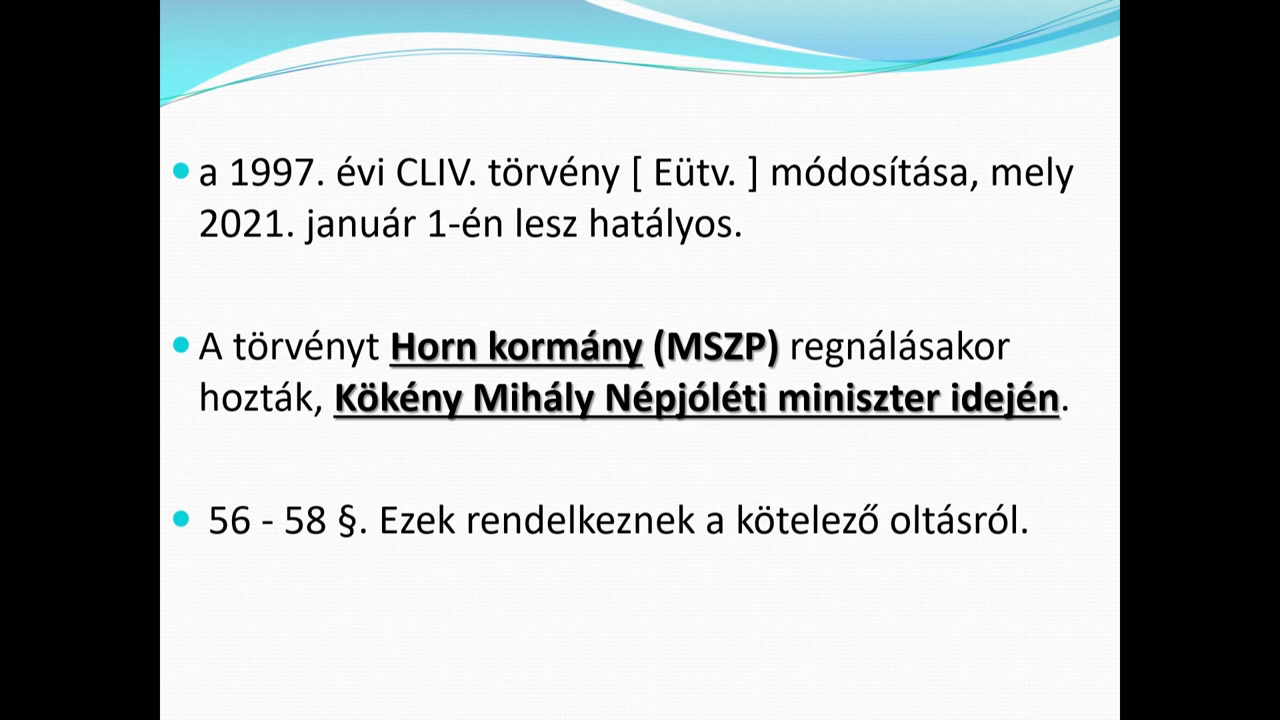 a 1997. évi CLIV. törvény [ Eütv. ] módosítása, mely
2021. január 1-én lesz hatályos.
A törvényt Horn kormány (MSZP) regnálásakor
hozták, Kökény Mihály Népjóléti miniszter idején.
56 - 58 §. Ezek rendelkeznek a kötelező oltásról.